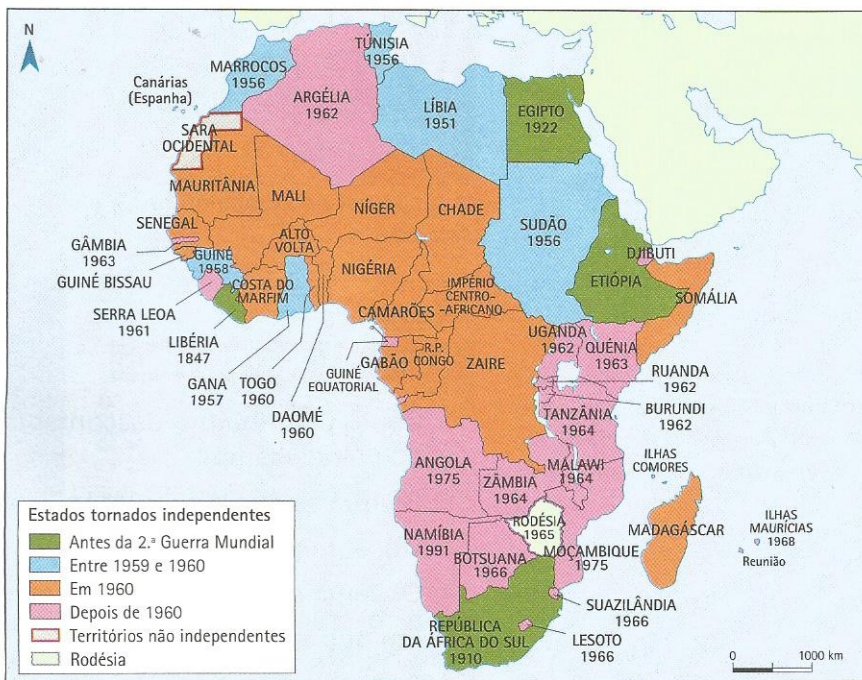 N
MARROCOS
1956
TUNISIA
1956
Canárias
(Espanha)
ARGÉLIA
1962
LÍBIA
1951
EGIPTO
1922
SARA
OCIDENTAL
MAURITÂNIA
MALI
NÍGER
CHADE
SUDÃO
1956
SENEGAL
GÂMBIA
1963
GUINÉ BISSAU
GUINÉ
1958
ALTO
VOLTA
COSTA DO
MARFIM
NIGÉRIA
DJIBUTI
ETIÓPIA
SOMÁLIA
SERRA LEOA
1961
LIBÉRIA
1847
GANA
1957
TOGO
1960
DAOMÉ
1960
CAMARÕES
IMPÉRIO
CENTRO-
-AFRICANO
GUINÉ
EQUATORIAL
GABÃO
R.P.
CONGO
ZAIRE
UGANDA
1962
QUÉNIA
1963
RUANDA
1962
BURUNDI
1962
TANZÂNIA
1964
ANGOLA
1975
ZÂMBIA
1964
MALAWI
1964
ILHAS
COMORES
NAMÍBIA
1991
BOTSUANA
1966
RODÉSIA
1965
MOÇAMBIQUE
1975
MADAGÁSCAR
ILHAS
MAURÍCIAS
1968
Reunião
SUAZILÂNDIA
1966
REPÚBLICA
DA ÁFRICA DO SUL
1910
LESOTO
1966
Estados tornados independentes
Antes da 2.ª Guerra Mundial
Entre 1959 e 1960
Em 1960
Depois de 1960
Territórios não independentes
Rodésia
0 1000 km